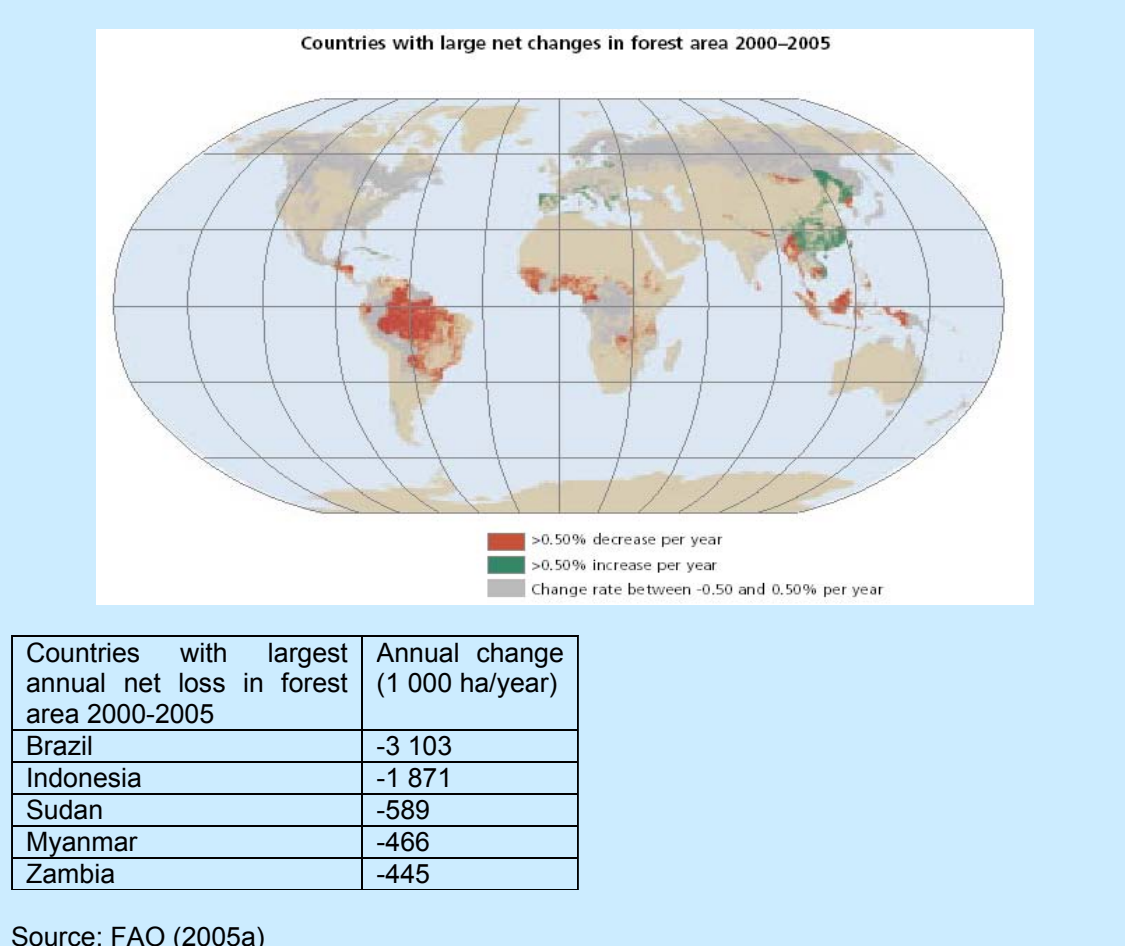 Countries with large net changes in forest area 2000–2005
>0.50% decrease per year
>0.50% increase per year
Change rate between -0.50 and 0.50% per year
Countries with largest annual net loss in forest area 2000-2005 Annual change (1 000 ha/year)
Brazil -3 103
Indonesia -1 871
Sudan -589
Myanmar -466
Zambia -445
Source: FAO (2005a)